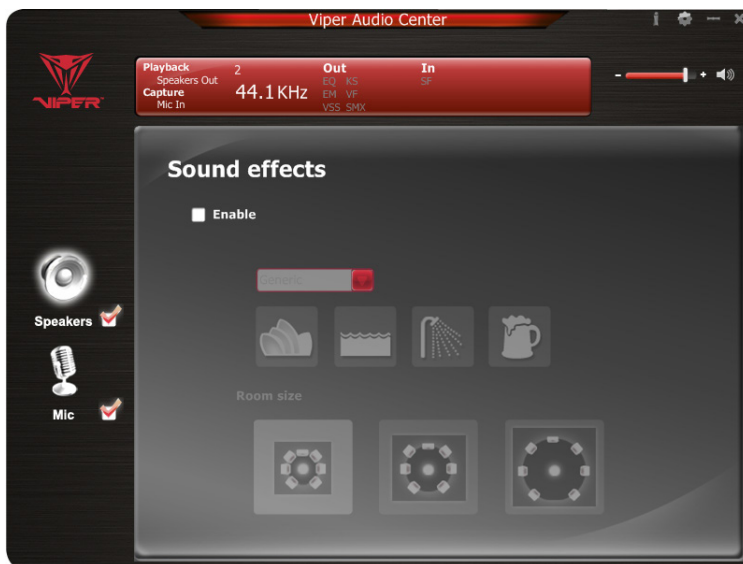 Viper Audio Center
VIPER
Playback
Speakers Out
Capture
Mic In
2
44.1 KHz
Out
EQ KS
EM VF
VSS SMX
In
SF
- +
Sound effects
Enable
Generic
Speakers
Mic
Room size